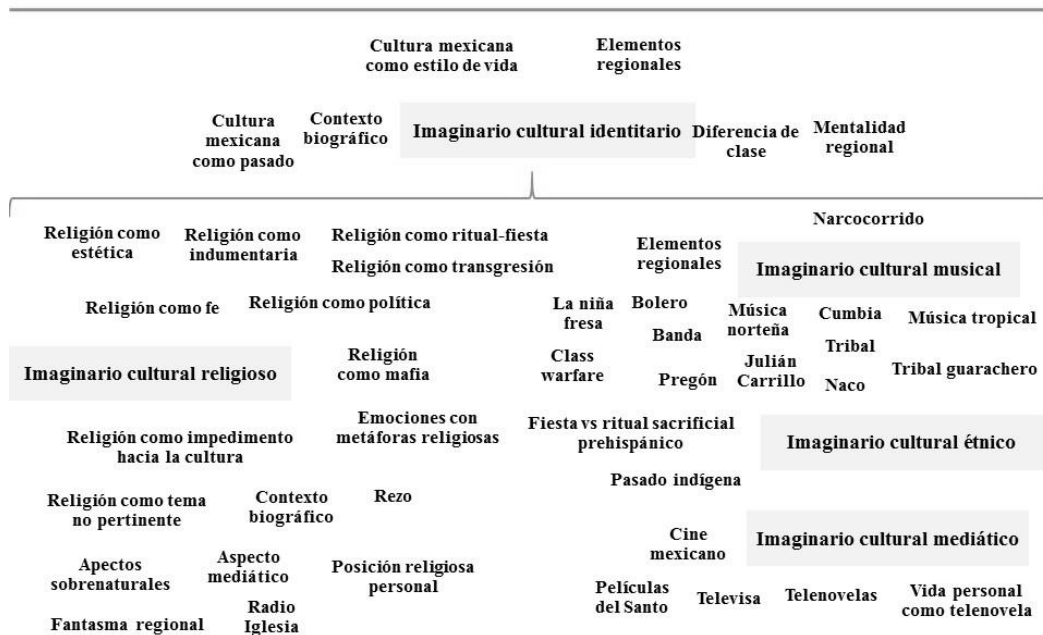 Cultura mexicana
como estilo de vida
Elementos
regionales
Cultura
mexicana
como pasado
Contexto
biográfico
Imaginario cultural identitario
Diferencia de
clase
Mentalidad
regional
Religión como
estética
Religión como
indumentaria
Religión como ritual-fiesta
Religión como transgresión
Religión como fe
Religión como política
Imaginario cultural religioso
Religión
como mafia
Emociones con
metáforas religiosas
Religión como impedimento
hacia la cultura
Religión como tema
no pertinente
Contexto
biográfico
Rezo
Apectos
sobrenaturales
Aspecto
mediático
Posición religiosa
personal
Fantasma regional
Radio
Iglesia
Narcocorrido
Elementos
regionales
Imaginario cultural musical
La niña
fresa
Bolero
Banda
Música
norteña
Cumbia
Música tropical
Class
warfare
Pregón
Julián
Carrillo
Tribal
Naco
Tribal guarachero
Fiesta vs ritual sacrificial
prehispánico
Imaginario cultural étnico
Pasado indígena
Cine
mexicano
Imaginario cultural mediático
Películas
del Santo
Televisa
Telenovelas
Vida personal
como telenovela